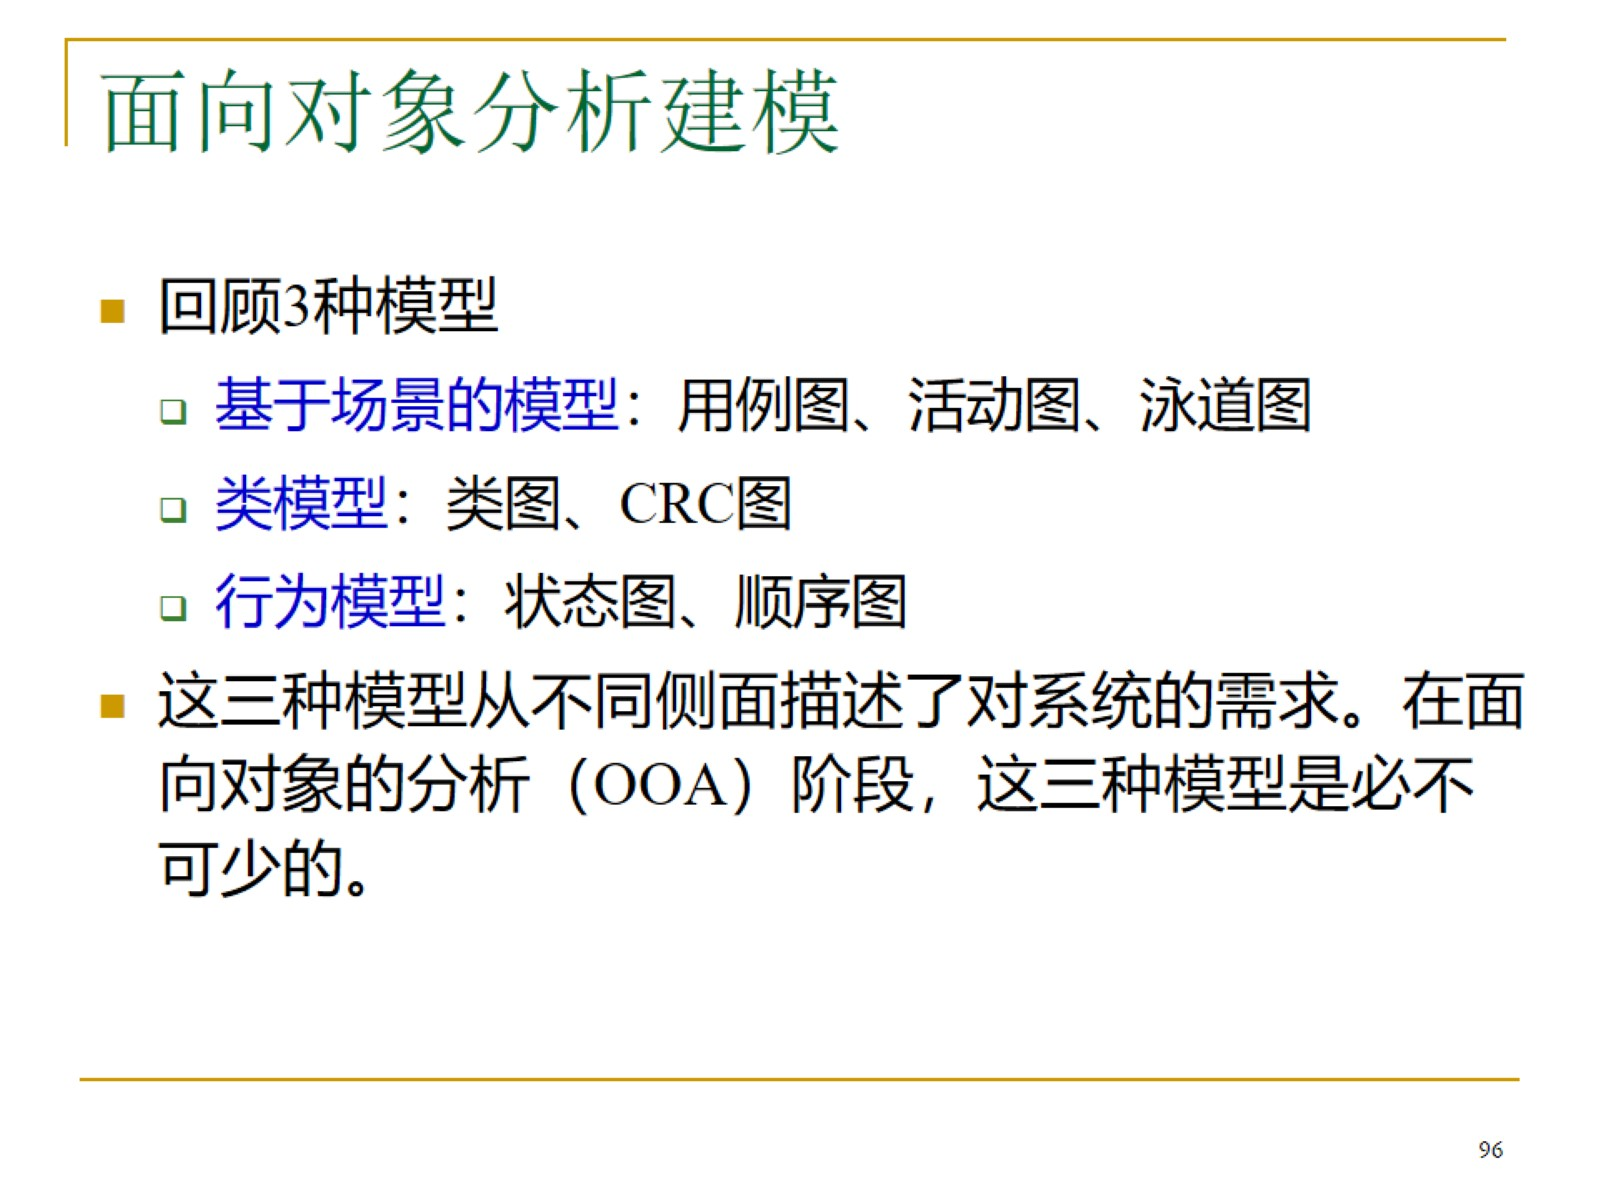 面向对象分析建模
回顾3种模型
基于场景的模型：用例图、活动图、泳道图
类模型：类图、CRC图
行为模型：状态图、顺序图
这三种模型从不同侧面描述了对系统的需求。在面
向对象的分析（OOA）阶段，这三种模型是必不
可少的。
96